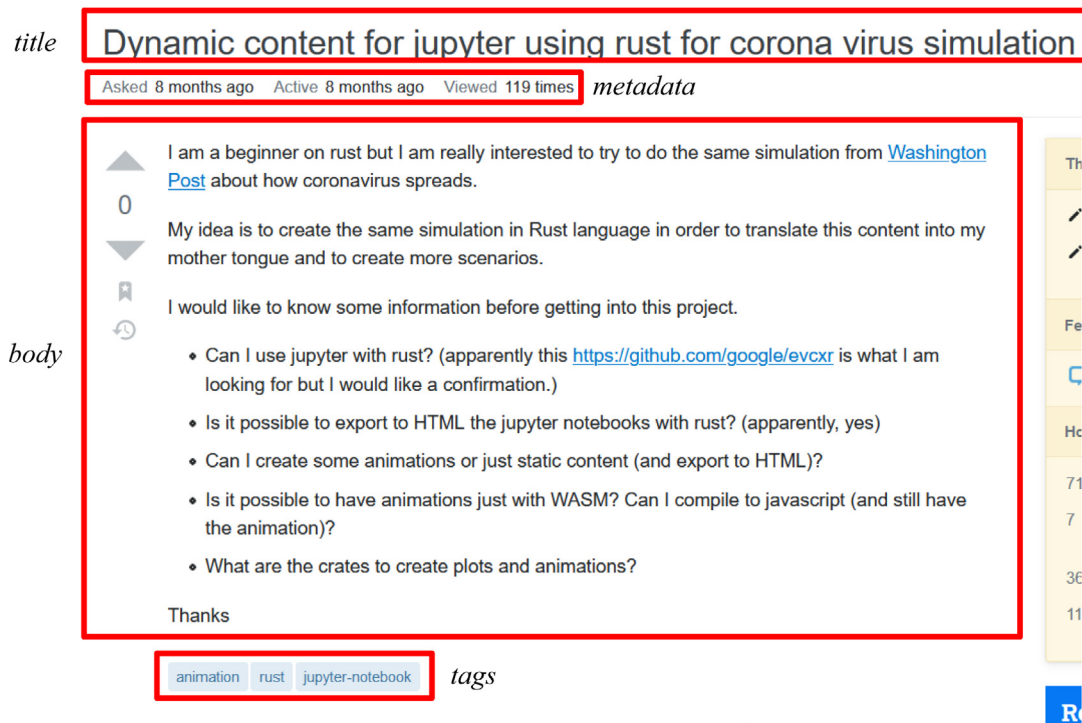 title
Dynamic content for jupyter using rust for corona virus simulation
Asked 8 months ago Active 8 months ago Viewed 119 times
metadata
body
0
I am a beginner on rust but I am really interested to try to do the same simulation from Washington
Post about how coronavirus spreads.
My idea is to create the same simulation in Rust language in order to translate this content into my
mother tongue and to create more scenarios.
I would like to know some information before getting into this project.
• Can I use jupyter with rust? (apparently this https://github.com/google/evcxr is what I am
looking for but I would like a confirmation.)
• Is it possible to export to HTML the jupyter notebooks with rust? (apparently, yes)
• Can I create some animations or just static content (and export to HTML)?
• Is it possible to have animations just with WASM? Can I compile to javascript (and still have
the animation)?
• What are the crates to create plots and animations?
Thanks
animation rust jupyter-notebook
tags
Th
Fe
Ho
71
7
36
11
Re